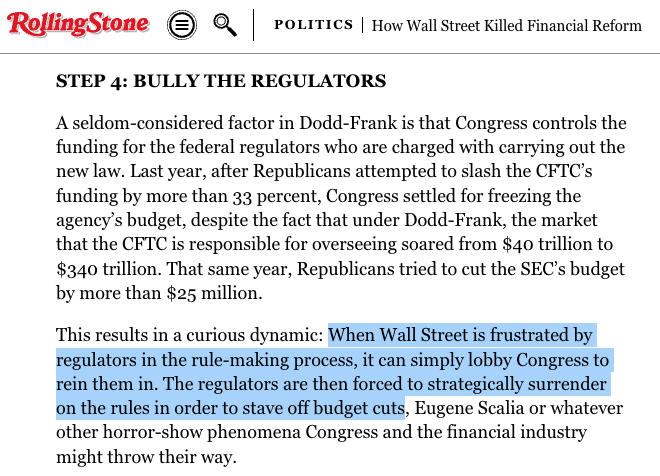 RollingStone POLITICS | How Wall Street Killed Financial Reform
STEP 4: BULLY THE REGULATORS
A seldom-considered factor in Dodd-Frank is that Congress controls the
funding for the federal regulators who are charged with carrying out the
new law. Last year, after Republicans attempted to slash the CFTC’s
funding by more than 33 percent, Congress settled for freezing the
agency’s budget, despite the fact that under Dodd-Frank, the market
that the CFTC is responsible for overseeing soared from $40 trillion to
$340 trillion. That same year, Republicans tried to cut the SEC’s budget
by more than $25 million.
This results in a curious dynamic: When Wall Street is frustrated by
regulators in the rule-making process, it can simply lobby Congress to
rein them in. The regulators are then forced to strategically surrender
on the rules in order to stave off budget cuts, Eugene Scalia or whatever
other horror-show phenomena Congress and the financial industry
might throw their way.